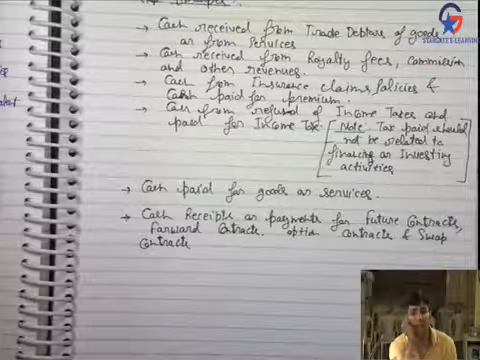 Examples
→ Cash received from Trade Debtors of goods
or from services
→ Cash received from Royalty fees, commission
and other revenues.
→ Cash from Insurance claims, policies &
Cash paid for premium.
→ Cash from refund of Income Taxes and
paid for Income Tax. [Note: Tax paid should
not be related to
financing or Investing
activities.]
→ Cash paid for goods or services.
→ Cash Receipts or payments for Future Contracts,
Forward Contracts. option contracts & Swap
Contracts
STARGATE E-LEARNING